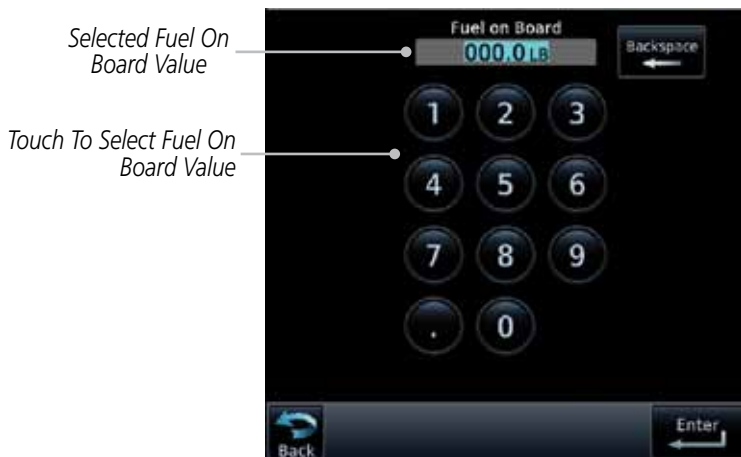 Selected Fuel On
Board Value
Fuel on Board
000.0 LB
Backspace
Touch To Select Fuel On
Board Value
1 2 3
4 5 6
7 8 9
. 0
Back
Enter